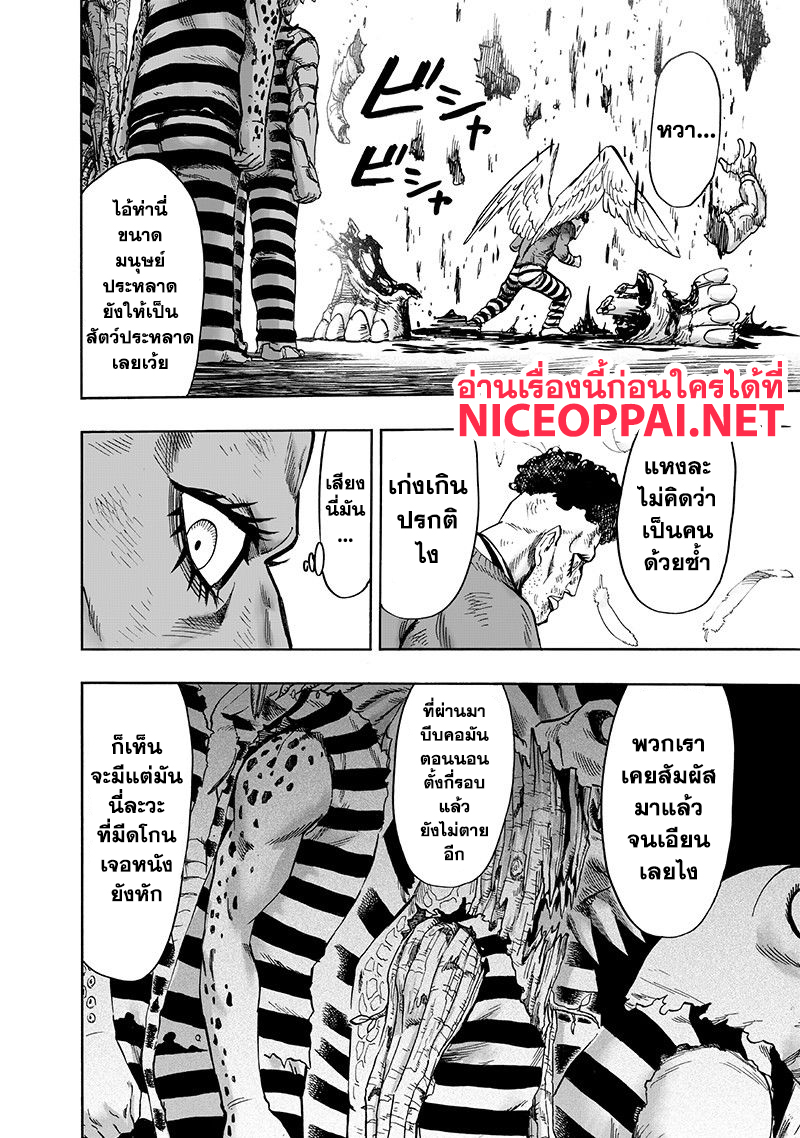 หวา...
ビシャ
ビシャ
ไอ้ท่านี่
ขนาด
มนุษย์
ประหลาด
ยังให้เป็น
สัตว์ประหลาด
เลยเว้ย
อ่านเรื่องนี้ก่อนใครได้ที่
NICEOPPAI.NET
แหงละ
ไม่คิดว่า
เป็นคน
ด้วยซ้ำ
เก่งเกิน
ปรกติ
ไง
เสียง
นี่มัน
...
พวกเรา
เคยสัมผัส
มาแล้ว
จนเอียน
เลยไง
ที่ผ่านมา
บีบคอมัน
ตอนนอน
ตั้งกี่รอบ
แล้ว
ยังไม่ตาย
อีก
ก็เห็น
จะมีแต่มัน
นี่ละวะ
ที่มีดโกน
เจอหนัง
ยังหัก